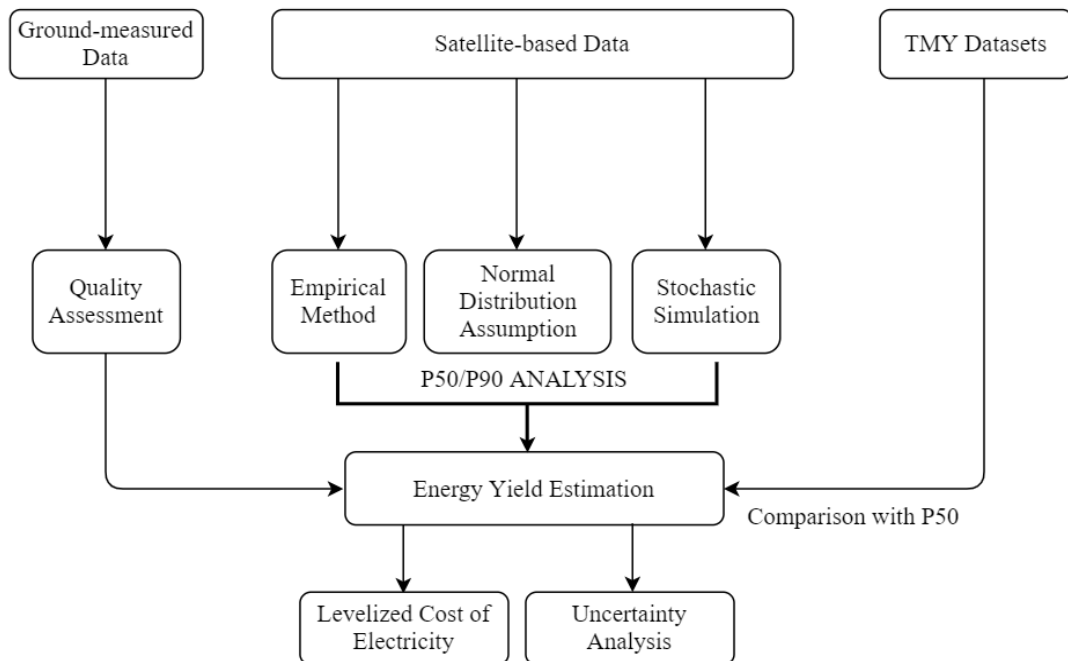 Ground-measured
Data
Satellite-based Data
TMY Datasets
Quality
Assessment
Empirical
Method
Normal
Distribution
Assumption
Stochastic
Simulation
P50/P90 ANALYSIS
Energy Yield Estimation
Comparison with P50
Levelized Cost of
Electricity
Uncertainty
Analysis